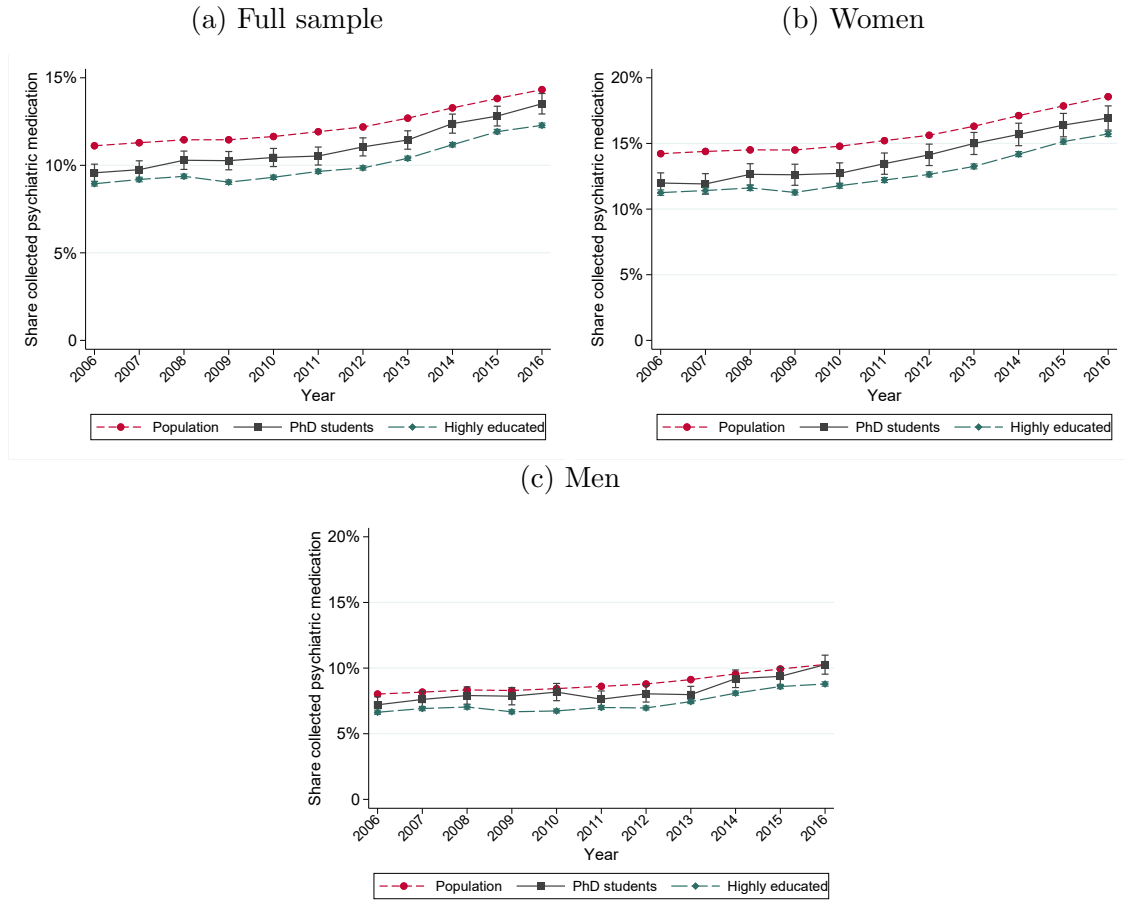 (a) Full sample
Share collected psychiatric medication
15%
10%
5%
0
2006 2007 2008 2009 2010 2011 2012 2013 2014 2015 2016
Year
Population PhD students Highly educated
(b) Women
Share collected psychiatric medication
20%
15%
10%
5%
0
2006 2007 2008 2009 2010 2011 2012 2013 2014 2015 2016
Year
Population PhD students Highly educated
(c) Men
Share collected psychiatric medication
20%
15%
10%
5%
0
2006 2007 2008 2009 2010 2011 2012 2013 2014 2015 2016
Year
Population PhD students Highly educated